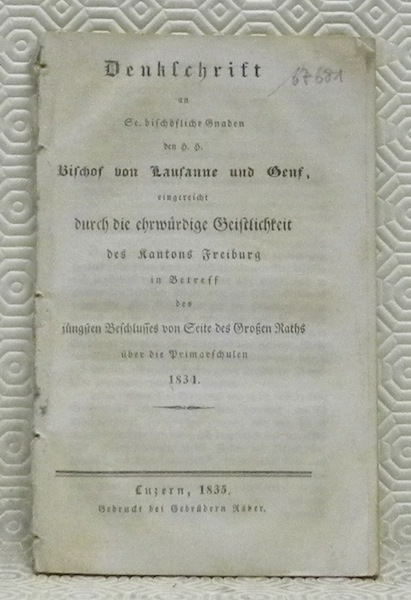 Denkschrift
67681
an
Se. bischöfliche Gnaden
den H. H.
Bischof von Lausanne und Genf,
eingereicht
durch die ehrwürdige Geistlichkeit
des Kantons Freiburg
in Betreff
des
jüngsten Beschlusses von Seite des Großen Raths
über die Primarschulen
1834.
Luzern, 1835.
Gedruckt bei Gebrüdern Räber.